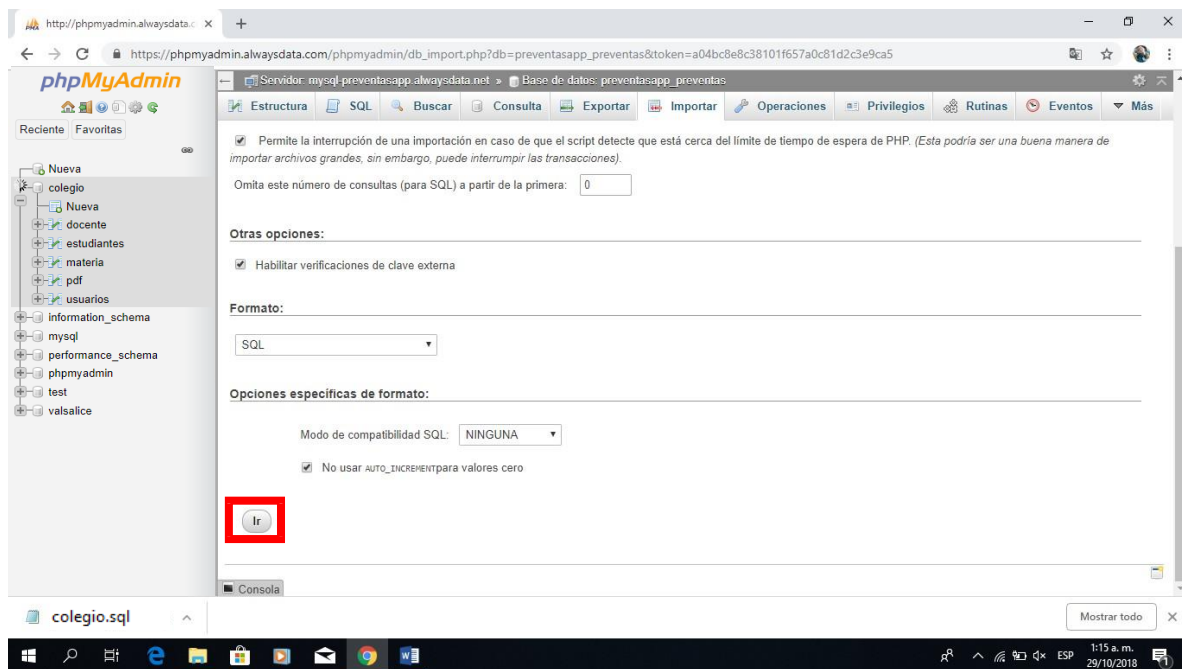 http://phpmyadmin.alwaysdata.c
https://phpmyadmin.alwaysdata.com/phpmyadmin/db_import.php?db=preventasapp_preventas&token=a04bc8e8c38101f657a0c81d2c3e9ca5
phpMyAdmin
Reciente Favoritas
Nueva
colegio
Nueva
docente
estudiantes
materia
pdf
usuarios
information_schema
mysql
performance_schema
phpmyadmin
test
valsalice
Servidor: mysql-preventasapp.alwaysdata.net » Base de datos: preventasapp_preventas
Estructura SQL Buscar Consulta Exportar Importar Operaciones Privilegios Rutinas Eventos Más
Permite la interrupción de una importación en caso de que el script detecte que está cerca del límite de tiempo de espera de PHP. (Esta podría ser una buena manera de
importar archivos grandes, sin embargo, puede interrumpir las transacciones).
Omita este número de consultas (para SQL) a partir de la primera: 0
Otras opciones:
Habilitar verificaciones de clave externa
Formato:
SQL
Opciones específicas de formato:
Modo de compatibilidad SQL: NINGUNA
No usar AUTO_INCREMENTpara valores cero
Ir
Consola
colegio.sql
Mostrar todo
ESP
1:15 a. m.
29/10/2018